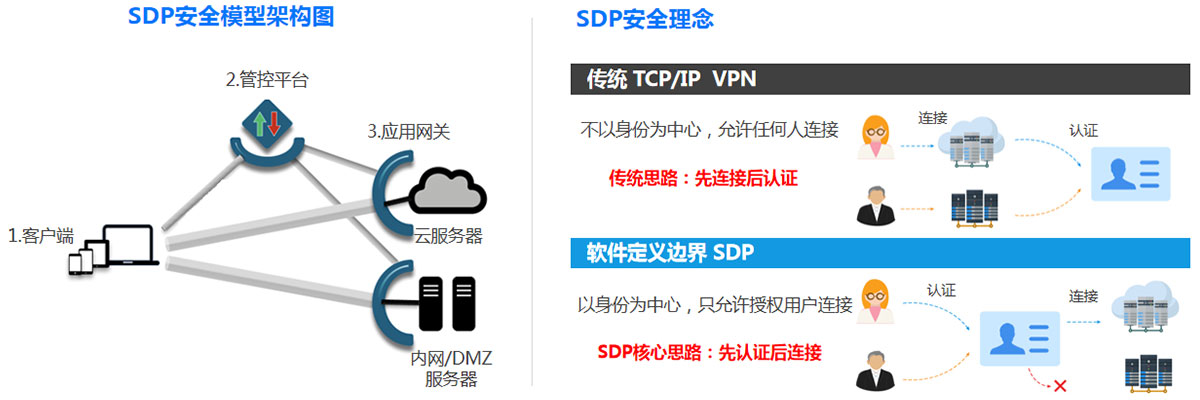 SDP安全模型架构图
2.管控平台
3.应用网关
1.客户端
云服务器
内网/DMZ
服务器
SDP安全理念
传统 TCP/IP VPN
不以身份为中心，允许任何人连接
连接
认证
传统思路：先连接后认证
软件定义边界 SDP
以身份为中心，只允许授权用户连接
认证
连接
SDP核心思路：先认证后连接